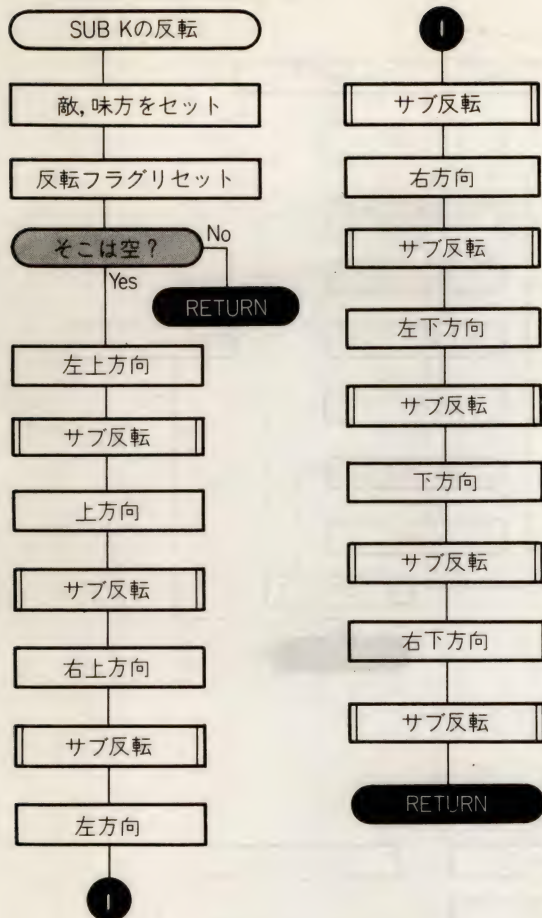 SUB Kの反転
敵,味方をセット
反転フラグリセット
そこは空?
No
Yes
RETURN
左上方向
サブ反転
上方向
サブ反転
右上方向
サブ反転
左方向
1
1
サブ反転
右方向
サブ反転
左下方向
サブ反転
下方向
サブ反転
右下方向
サブ反転
RETURN